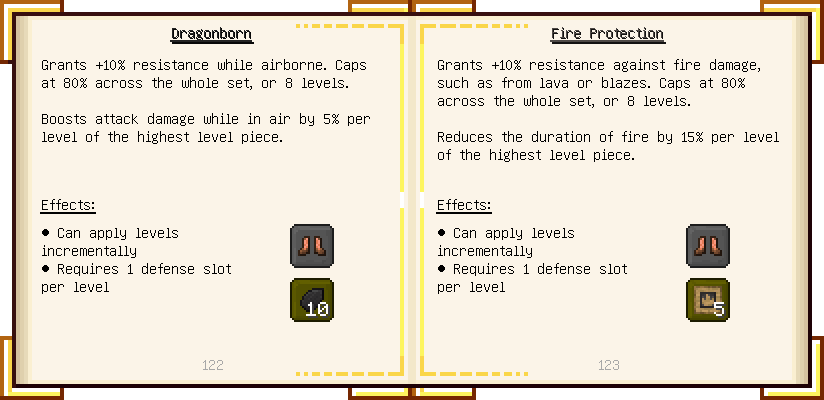 Dragonborn
Grants +10% resistance while airborne. Caps
at 80% across the whole set, or 8 levels.
Boosts attack damage while in air by 5% per
level of the highest level piece.
Effects:
• Can apply levels
incrementally
• Requires 1 defense slot
per level
10
122
Fire Protection
Grants +10% resistance against fire damage,
such as from lava or blazes. Caps at 80%
across the whole set, or 8 levels.
Reduces the duration of fire by 15% per level
of the highest level piece.
Effects:
• Can apply levels
incrementally
• Requires 1 defense slot
per level
5
123